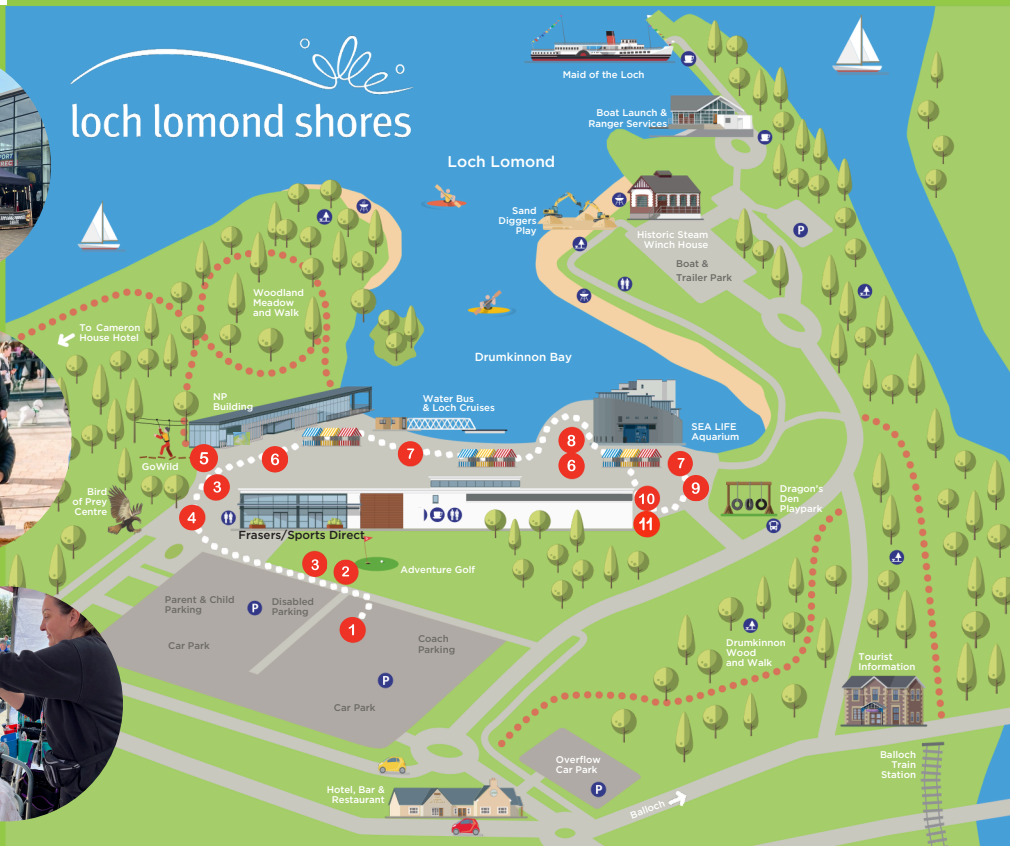 loch lomond shores
Maid of the Loch
Boat Launch &
Ranger Services
Loch Lomond
Sand
Diggers
Play
Historic Steam
Winch House
Boat &
Trailer Park
P
Woodland
Meadow
and Walk
To Cameron
House Hotel
Drumkinnon Bay
NP
Building
Water Bus
& Loch Cruises
SEA LIFE
Aquarium
GoWild
Bird
of Prey
Centre
5
6
7
8
6
7
3
9
10
4
11
Dragon's
Den
Playpark
Frasers/Sports Direct
3
2
Adventure Golf
Parent & Child
Parking
P
Disabled
Parking
1
Car Park
Coach
Parking
P
Car Park
Drumkinnon
Wood
and Walk
Tourist
Information
Overflow
Car Park
P
Balloch
Train
Station
Hotel, Bar &
Restaurant
Balloch